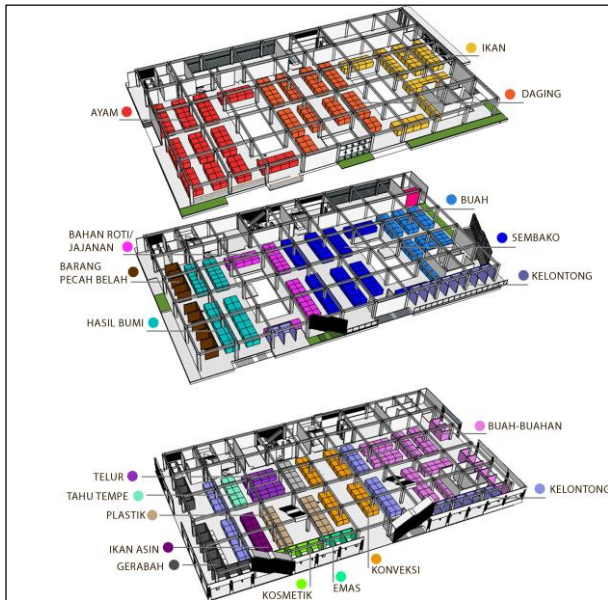 IKAN
DAGING
AYAM
BUAH
BAHAN ROTI/
JAJANAN
SEMBAKO
BARANG
PECAH BELAH
KELONTONG
HASIL BUMI
BUAH-BUAHAN
TELUR
KELONTONG
TAHU TEMPE
PLASTIK
IKAN ASIN
KONVEKSI
GERABAH
EMAS
KOSMETIK